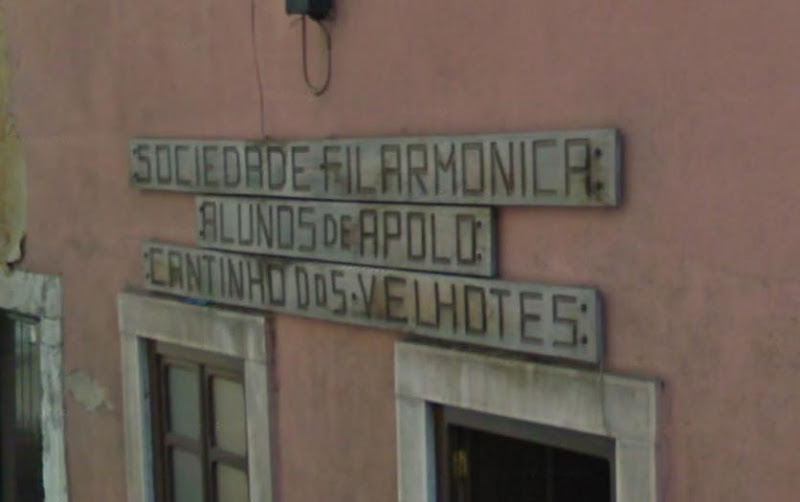 SOCIEDADE FILARMONICA
ALUNOS DE APOLO
CANTINHO DOS VELHOTES